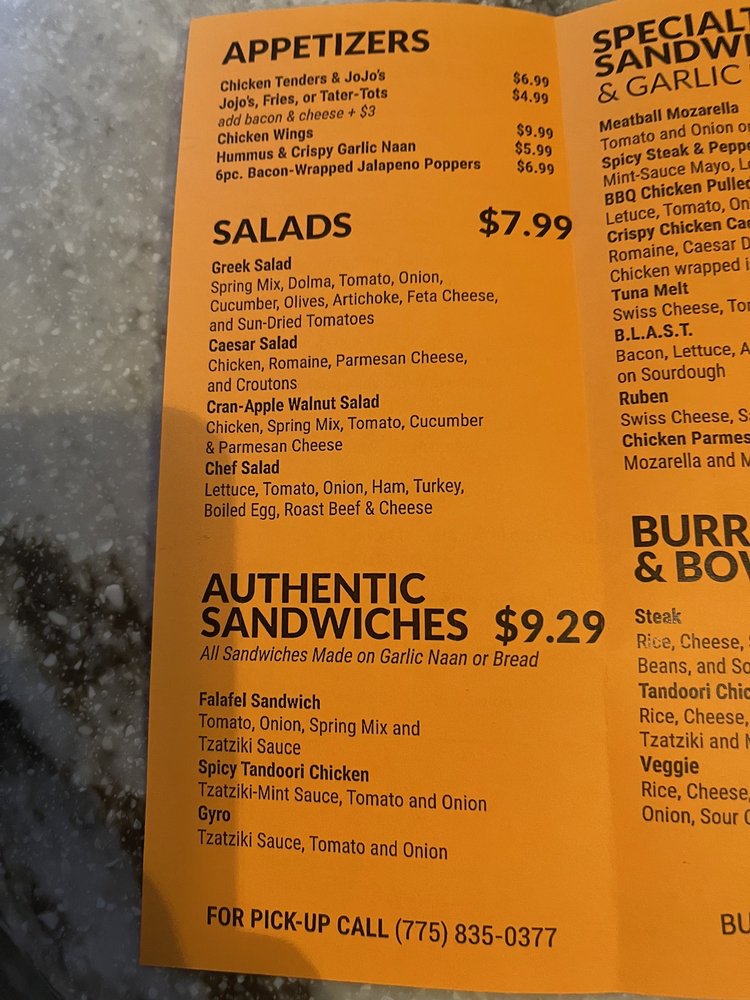 APPETIZERS
Chicken Tenders & JoJo's $6.99
Jojo's, Fries, or Tater-Tots $4.99
add bacon & cheese + $3
Chicken Wings $9.99
Hummus & Crispy Garlic Naan $5.99
6pc. Bacon-Wrapped Jalapeno Poppers $6.99
SALADS $7.99
Greek Salad
Spring Mix, Dolma, Tomato, Onion,
Cucumber, Olives, Artichoke, Feta Cheese,
and Sun-Dried Tomatoes
Caesar Salad
Chicken, Romaine, Parmesan Cheese,
and Croutons
Cran-Apple Walnut Salad
Chicken, Spring Mix, Tomato, Cucumber
& Parmesan Cheese
Chef Salad
Lettuce, Tomato, Onion, Ham, Turkey,
Boiled Egg, Roast Beef & Cheese
AUTHENTIC
SANDWICHES $9.29
All Sandwiches Made on Garlic Naan or Bread
Falafel Sandwich
Tomato, Onion, Spring Mix and
Tzatziki Sauce
Spicy Tandoori Chicken
Tzatziki-Mint Sauce, Tomato and Onion
Gyro
Tzatziki Sauce, Tomato and Onion
FOR PICK-UP CALL (775) 835-0377
& GARLIC
Meatball Mozarella
Tomato and Onion
Spicy Steak &
Mint-Sauce Mayo,
BBQ Chicken
Letuce, Tomato,
Crispy Chicken
Romaine, Caesar
Chicken wrapped
Tuna Melt
Swiss Cheese,
B.L.A.S.T.
Bacon, Lettuce,
on Sourdough
Ruben
Swiss Cheese,
Chicken
Mozarella and
&
Steak
Rice, Cheese,
Beans, and
Tandoori
Rice, Cheese,
Tzatziki and
Veggie
Rice, Cheese,
Onion, Sour